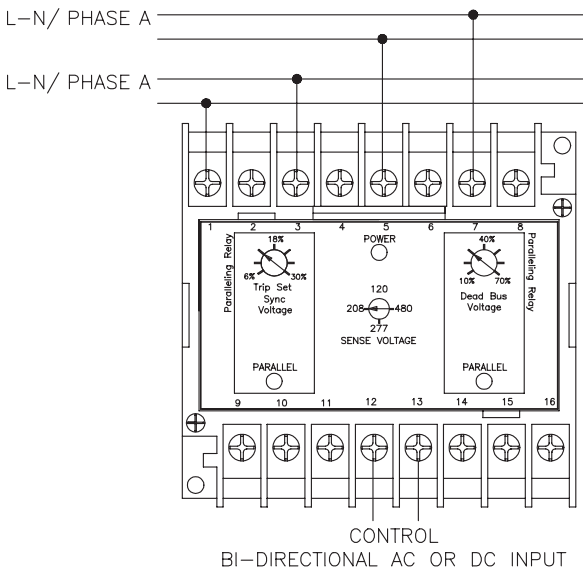 L-N/ PHASE A
L-N/ PHASE A
1 2 3 4 5 6 7 8
Paralleling Relay
18%
6% 30%
Trip Set
Sync
Voltage
PARALLEL
POWER
120
208 480
277
SENSE VOLTAGE
40%
10% 70%
Dead Bus
Voltage
PARALLEL
Paralleling Relay
9 10 11 12 13 14 15 16
CONTROL
BI-DIRECTIONAL AC OR DC INPUT